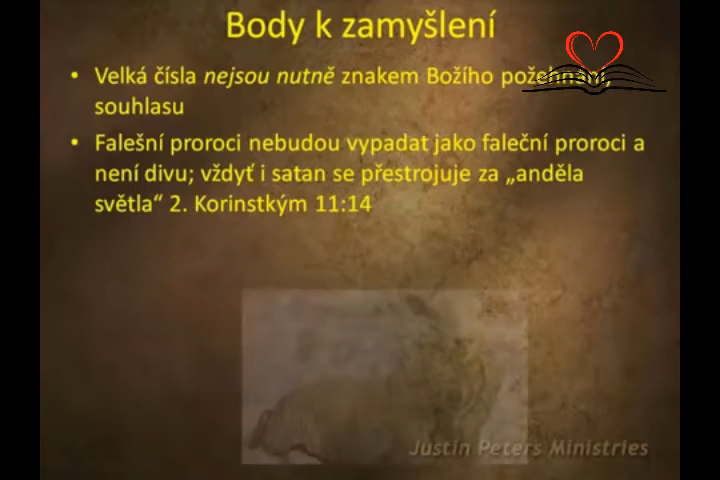 Body k zamyšlení
• Velká čísla nejsou nutně znakem Božího požehnání,
souhlasu
• Falešní proroci nebudou vypadat jako faleční proroci a
není divu; vždyť i satan se přestrojuje za „anděla
světla“ 2. Korinstkým 11:14
Justin Peters Ministries